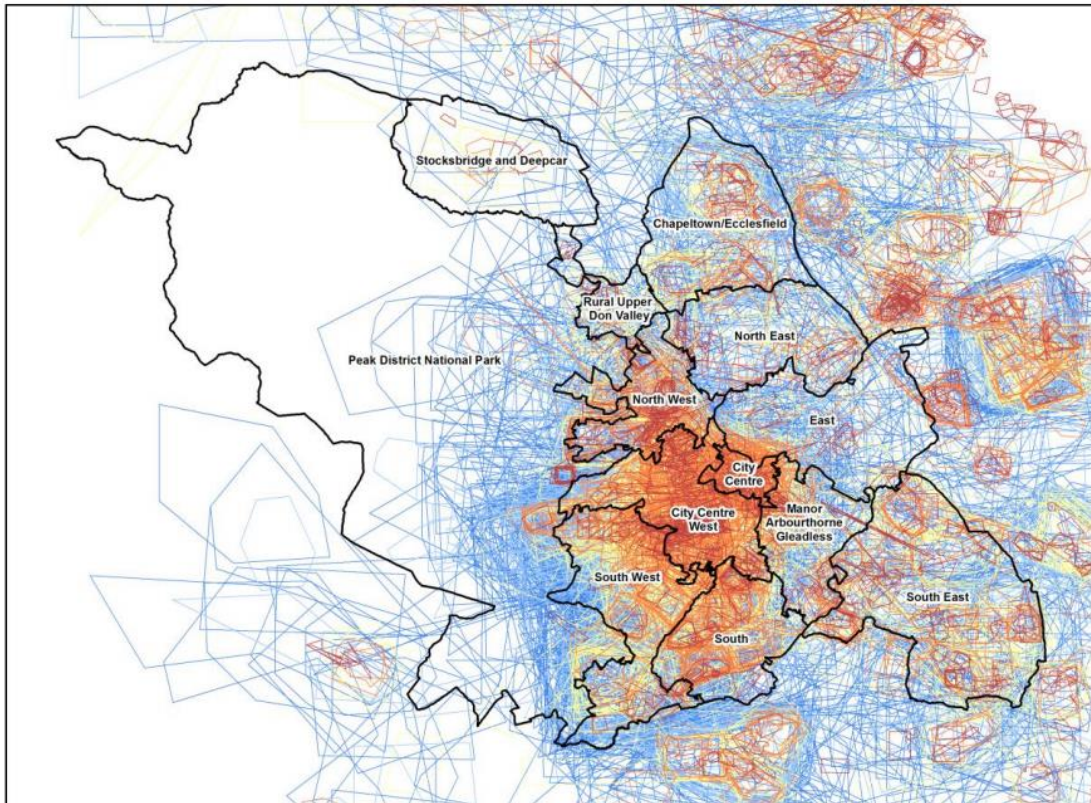 Stocksbridge and Deepcar
Chapeltown/Ecclesfield
Rural Upper
Don Valley
North East
Peak District National Park
North West
East
City
Centre
City Centre
West
Manor
Arbourthorne
Gleadless
South West
South East
South